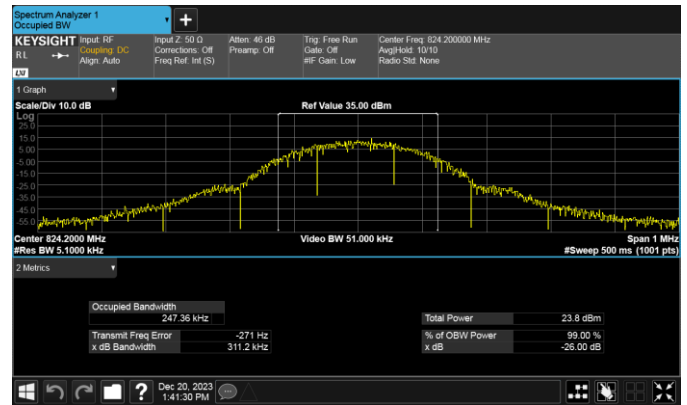 Spectrum Analyzer 1
Occupied BW
KEYSIGHT
R L
LXI
Input: RF
Coupling: DC
Align: Auto
Input Z: 50 Ω
Corrections: Off
Freq Ref: Int (S)
Atten: 46 dB
Preamp: Off
Trig: Free Run
Gate: Off
#IF Gain: Low
Center Freq: 824.200000 MHz
Avg|Hold: 10/10
Radio Std: None
1 Graph
Scale/Div 10.0 dB
Ref Value 35.00 dBm
Log
25.0
15.0
5.00
-5.00
-15.0
-25.0
-35.0
-45.0
-55.0
Center 824.2000 MHz
#Res BW 5.1000 kHz
Video BW 51.000 kHz
Span 1 MHz
#Sweep 500 ms (1001 pts)
2 Metrics
Occupied Bandwidth
247.36 kHz
Transmit Freq Error -271 Hz
x dB Bandwidth 311.2 kHz
Total Power 23.8 dBm
% of OBW Power 99.00 %
x dB -26.00 dB
?
Dec 20, 2023
1:41:30 PM